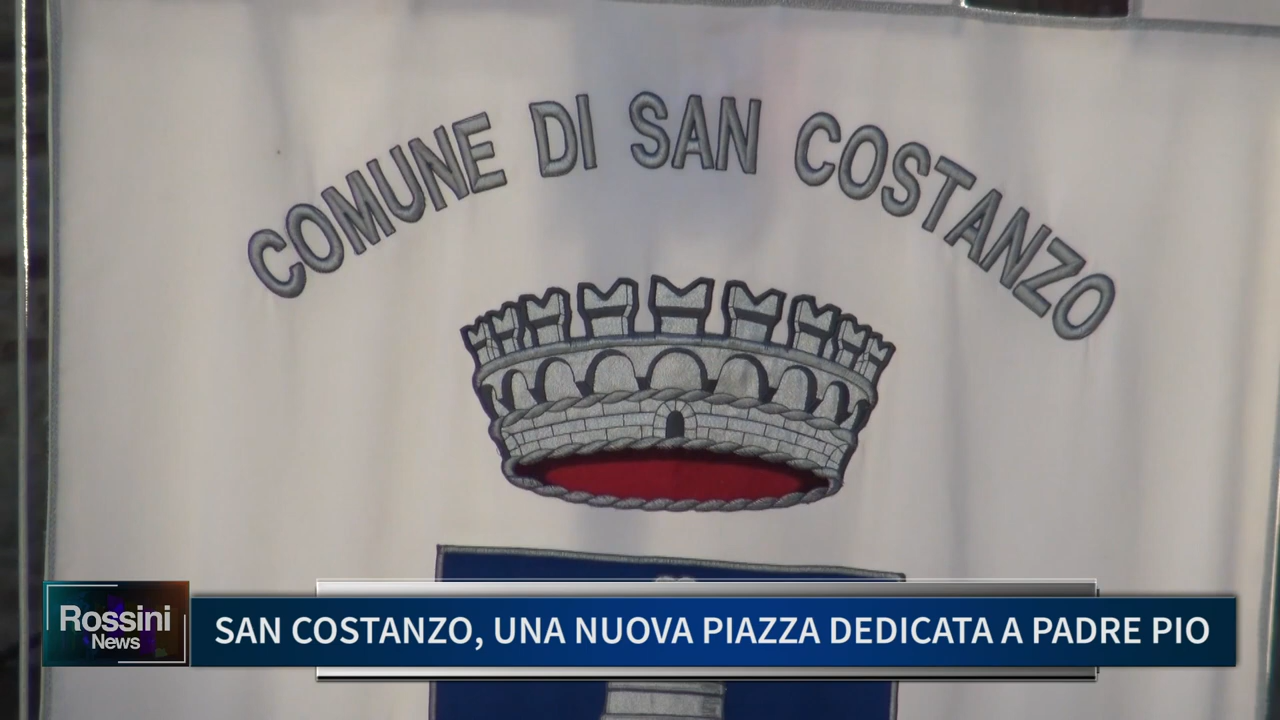 COMUNE DI SAN COSTANZO
Rossini
News
SAN COSTANZO, UNA NUOVA PIAZZA DEDICATA A PADRE PIO